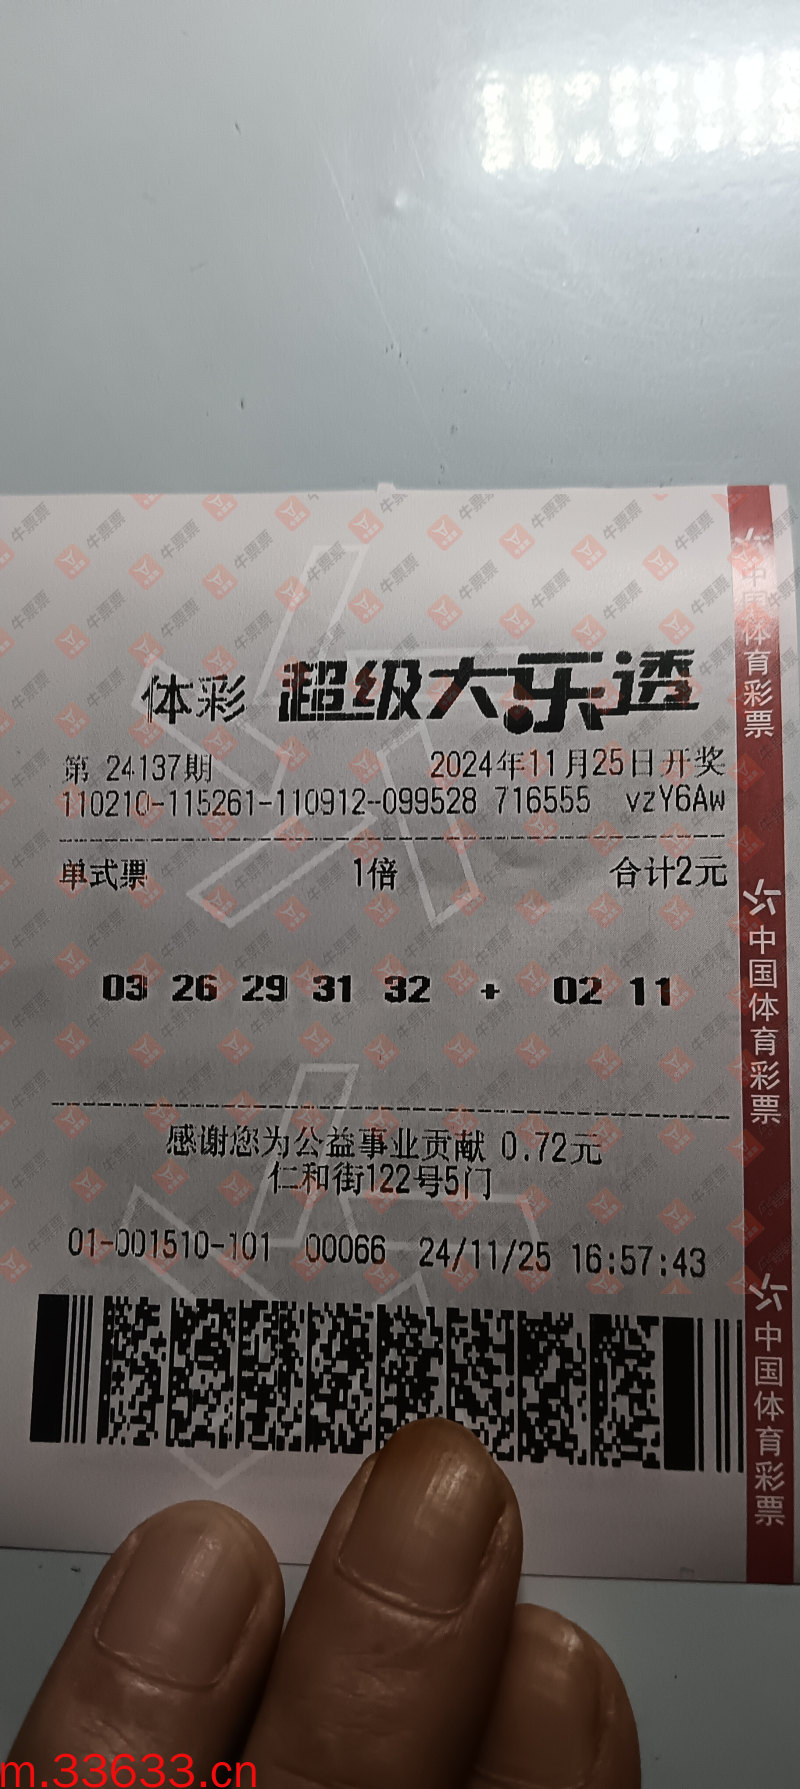 体彩 超级大乐透
第 24137期 2024年11月25日开奖
110210-115261-110912-099528 716555 vzY6Aw
单式票 1倍 合计2元
03 26 29 31 32 + 02 11
感谢您为公益事业贡献 0.72元
仁和街122号5门
01-001510-101 00066 24/11/25 16:57:43
中国体育彩票
中国体育彩票
中国体育彩票
牛票票
m.33633.cn